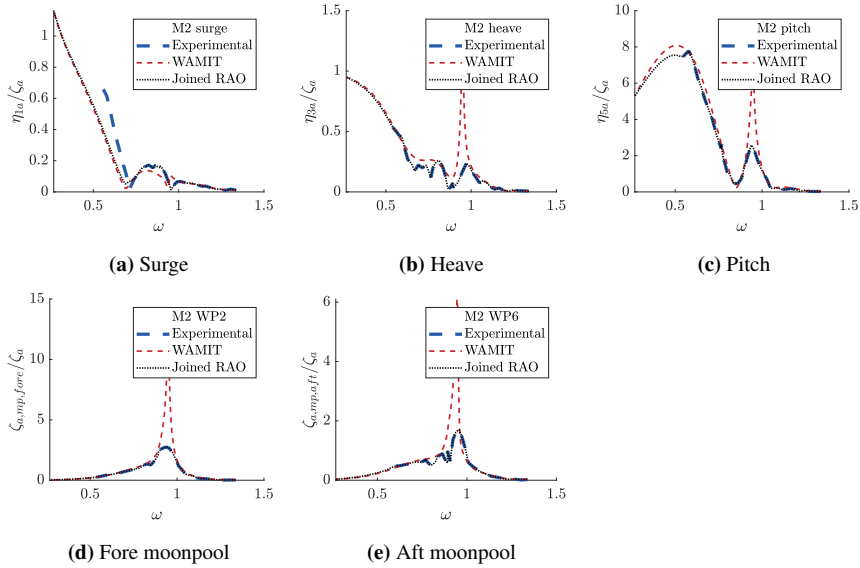 M2 surge
Experimental
WAMIT
Joined RAO
1
0.8
0.6
0.4
0.2
0
0.5
1
1.5
η1a/ζa
ω
(a) Surge
M2 heave
Experimental
WAMIT
Joined RAO
1.5
1
0.5
0
0.5
1
1.5
η3a/ζa
ω
(b) Heave
M2 pitch
Experimental
WAMIT
Joined RAO
10
8
6
4
2
0
0.5
1
1.5
η5a/ζa
ω
(c) Pitch
M2 WP2
Experimental
WAMIT
Joined RAO
15
10
5
0
0.5
1
1.5
ζa,mp,fore/ζa
ω
(d) Fore moonpool
M2 WP6
Experimental
WAMIT
Joined RAO
6
4
2
0
0.5
1
1.5
ζa,mp,aft/ζa
ω
(e) Aft moonpool